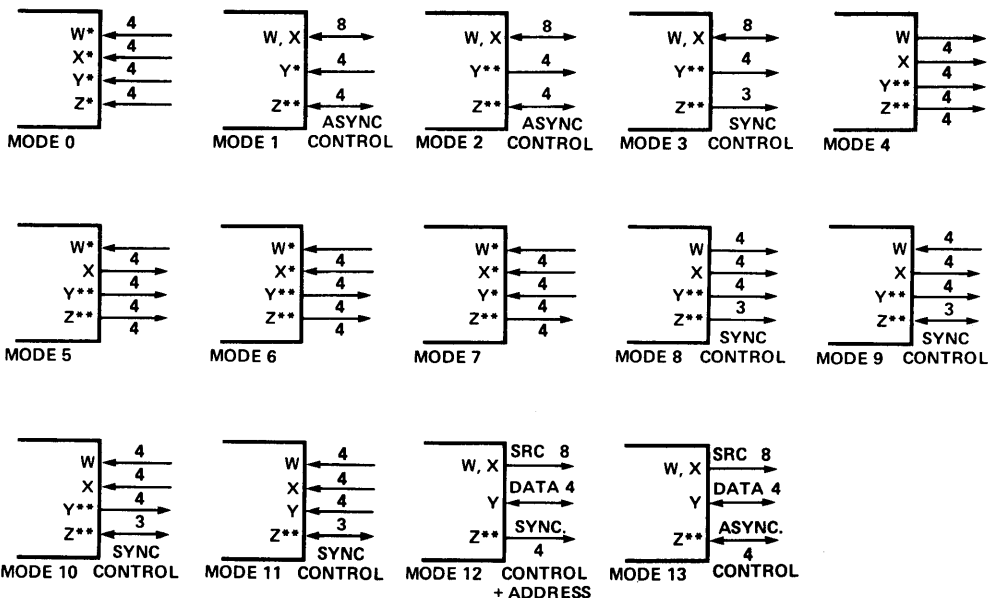 W* 4
X* 4
Y* 4
Z* 4
MODE 0
W, X 8
Y* 4
Z** 4
ASYNC
MODE 1 CONTROL
W, X 8
Y** 4
Z** 4
ASYNC
MODE 2 CONTROL
W, X 8
Y** 4
Z** 3
SYNC
MODE 3 CONTROL
W
4
X
4
Y**
4
Z**
4
MODE 4
W*
4
X
4
Y**
4
Z**
4
MODE 5
W*
4
X*
4
Y**
4
Z**
4
MODE 6
W*
4
X*
4
Y*
4
Z**
4
MODE 7
W 4
X 4
Y** 4
Z** 3
SYNC
MODE 8 CONTROL
W 4
X 4
Y** 4
Z** 3
SYNC
MODE 9 CONTROL
W 4
X 4
Y** 4
Z** 3
SYNC
MODE 10 CONTROL
W 4
X 4
Y 4
Z** 3
SYNC
MODE 11 CONTROL
SRC 8
W, X
DATA 4
Y
SYNC.
Z**
4
MODE 12 CONTROL
+ ADDRESS
SRC 8
W, X
DATA 4
Y
ASYNC.
Z**
4
MODE 13 CONTROL